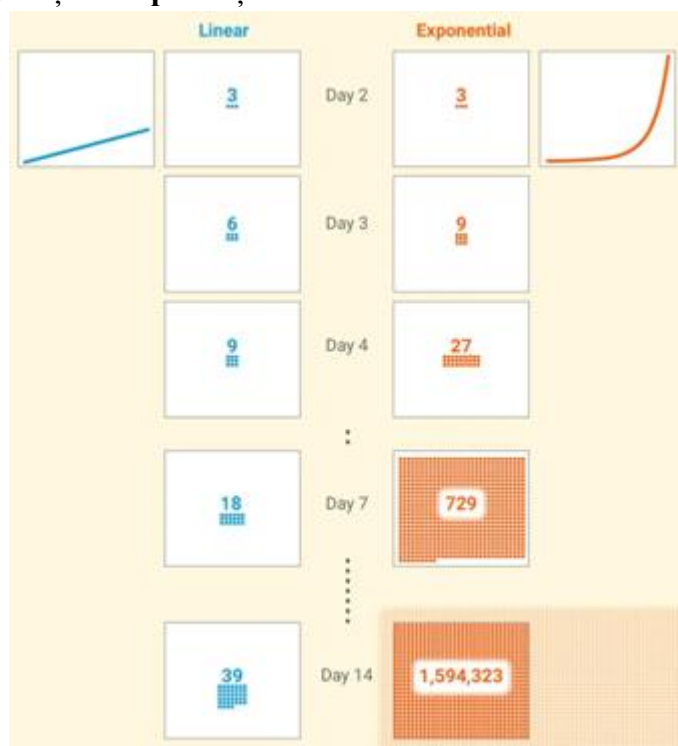 Linear Exponential
3 Day 2 3
6 Day 3 9
9 Day 4 27
18 Day 7 729
39 Day 14 1,594,323